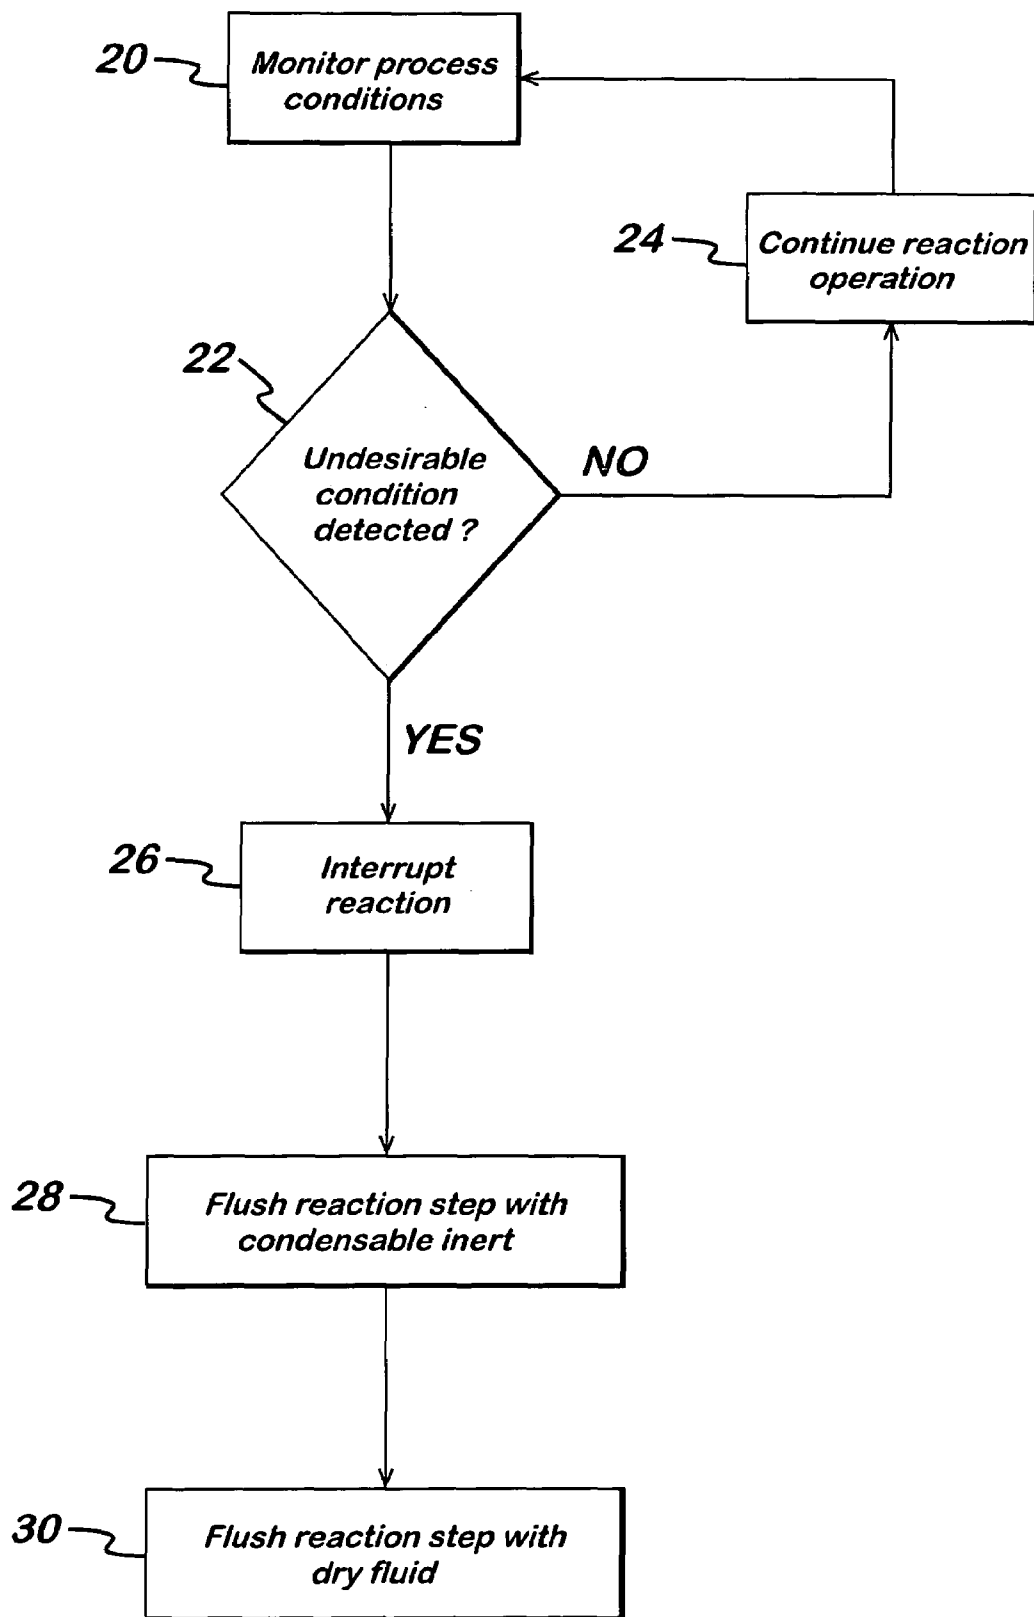 20
Monitor process
conditions
24
Continue reaction
operation
22
Undesirable
condition
detected ?
NO
YES
26
Interrupt
reaction
28
Flush reaction step with
condensable inert
30
Flush reaction step with
dry fluid